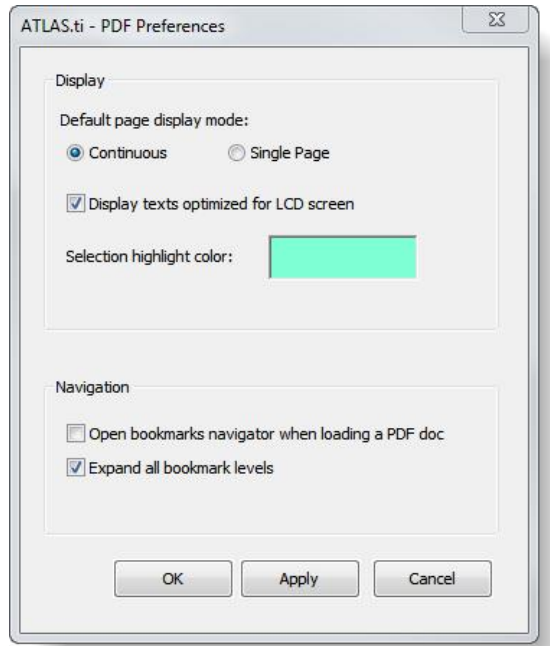 ATLAS.ti - PDF Preferences
Display
Default page display mode:
Continuous Single Page
Display texts optimized for LCD screen
Selection highlight color:
Navigation
Open bookmarks navigator when loading a PDF doc
Expand all bookmark levels
OK Apply Cancel